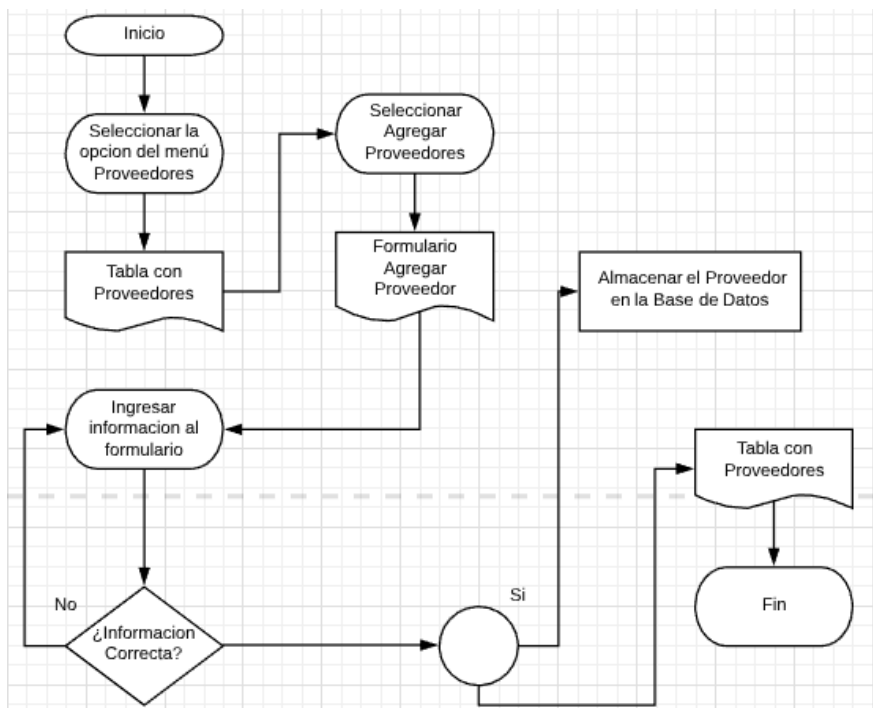 Inicio
Seleccionar la
opcion del menú
Proveedores
Tabla con
Proveedores
Seleccionar
Agregar
Proveedores
Formulario
Agregar
Proveedor
Almacenar el Proveedor
en la Base de Datos
Ingresar
informacion al
formulario
Tabla con
Proveedores
No
¿Informacion
Correcta?
Si
Fin